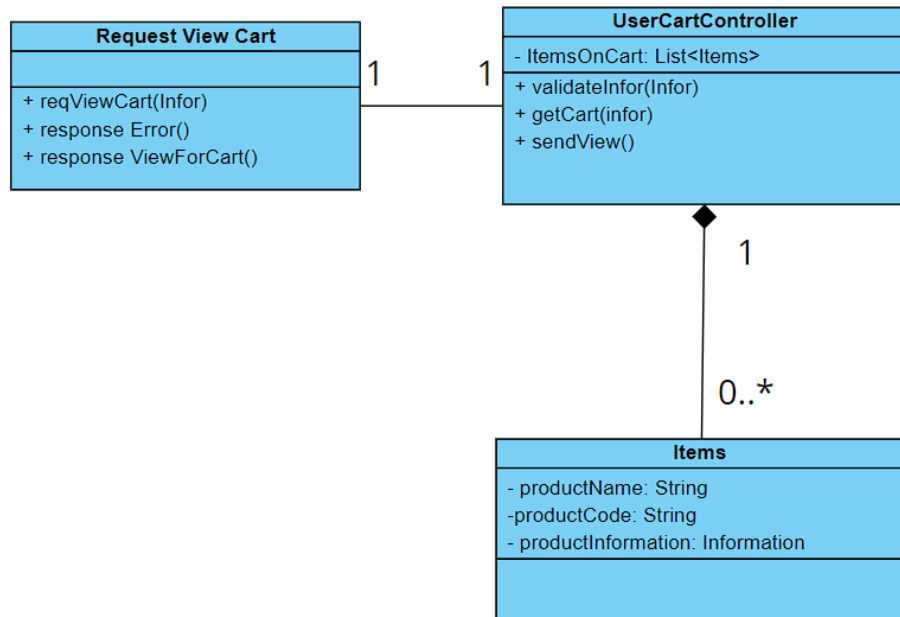 Request View Cart
+ reqViewCart(Infor)
+ response Error()
+ response ViewForCart()
1
1
UserCartController
- ItemsOnCart: List<Items>
+ validateInfor(Infor)
+ getCart(infor)
+ sendView()
1
0..*
Items
- productName: String
-productCode: String
- productInformation: Information